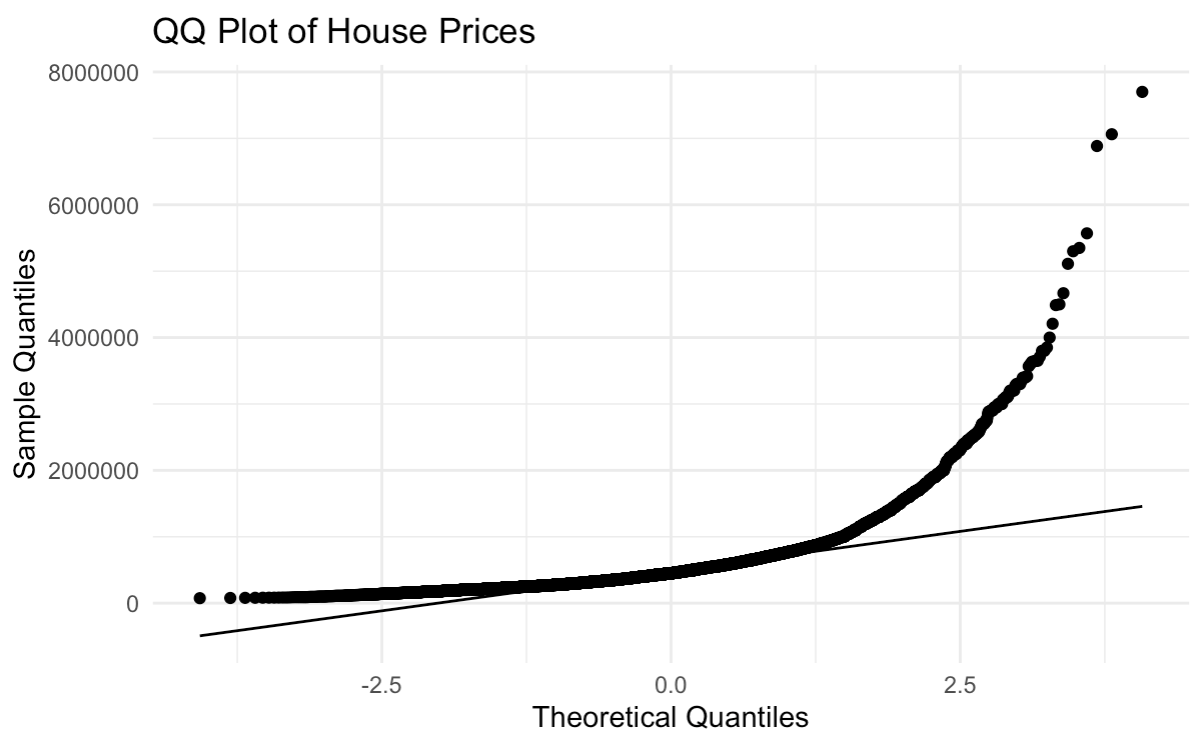 QQ Plot of House Prices
8000000
6000000
4000000
2000000
0
Sample Quantiles
-2.5
0.0
2.5
Theoretical Quantiles